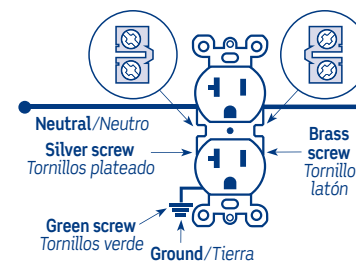 Neutral/Neutro
Silver screw
Tornillos plateado
Brass
screw
Tornillo
latón
Green screw
Tornillos verde
Ground/Tierra